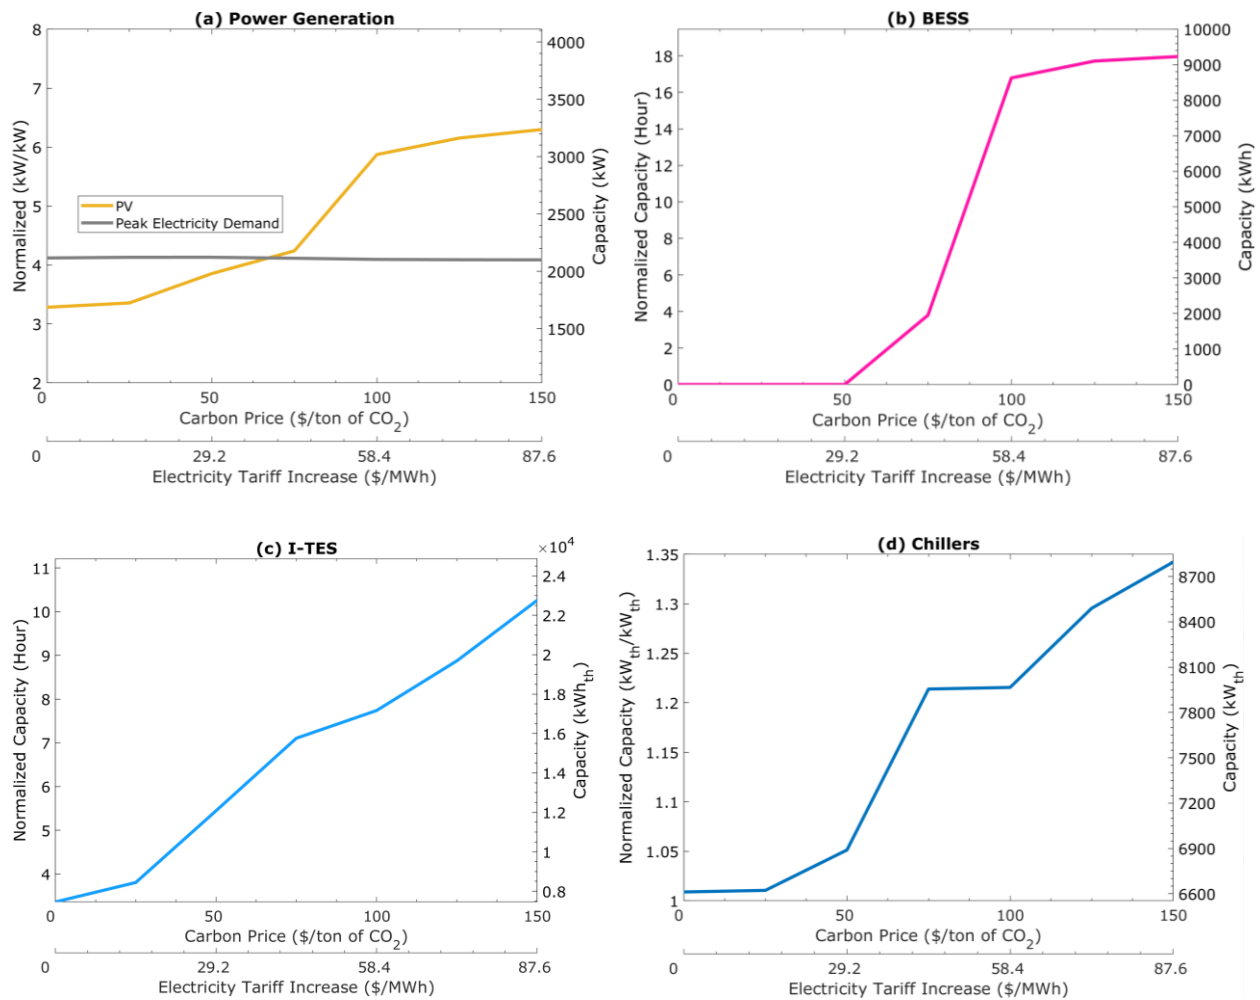 (a) Power Generation
8
7
6
5
4
3
2
Normalized (kW/kW)
4000
3500
3000
2500
2000
1500
Capacity (kW)
PV
Peak Electricity Demand
0 50 100 150
Carbon Price ($/ton of CO2)
0 29.2 58.4 87.6
Electricity Tariff Increase ($/MWh)
(b) BESS
18
16
14
12
10
8
6
4
2
0
Normalized Capacity (Hour)
10000
9000
8000
7000
6000
5000
4000
3000
2000
1000
0
Capacity (kWh)
0 50 100 150
Carbon Price ($/ton of CO2)
0 29.2 58.4 87.6
Electricity Tariff Increase ($/MWh)
(c) I-TES
×10^4
11
10
9
8
7
6
5
4
Normalized Capacity (Hour)
2.4
2.2
2
1.8
1.6
1.4
1.2
1
0.8
Capacity (kWh_th)
0 50 100 150
Carbon Price ($/ton of CO2)
0 29.2 58.4 87.6
Electricity Tariff Increase ($/MWh)
(d) Chillers
1.35
1.3
1.25
1.2
1.15
1.1
1.05
1
Normalized Capacity (kW_th/kW_th)
8700
8400
8100
7800
7500
7200
6900
6600
Capacity (kW_th)
0 50 100 150
Carbon Price ($/ton of CO2)
0 29.2 58.4 87.6
Electricity Tariff Increase ($/MWh)